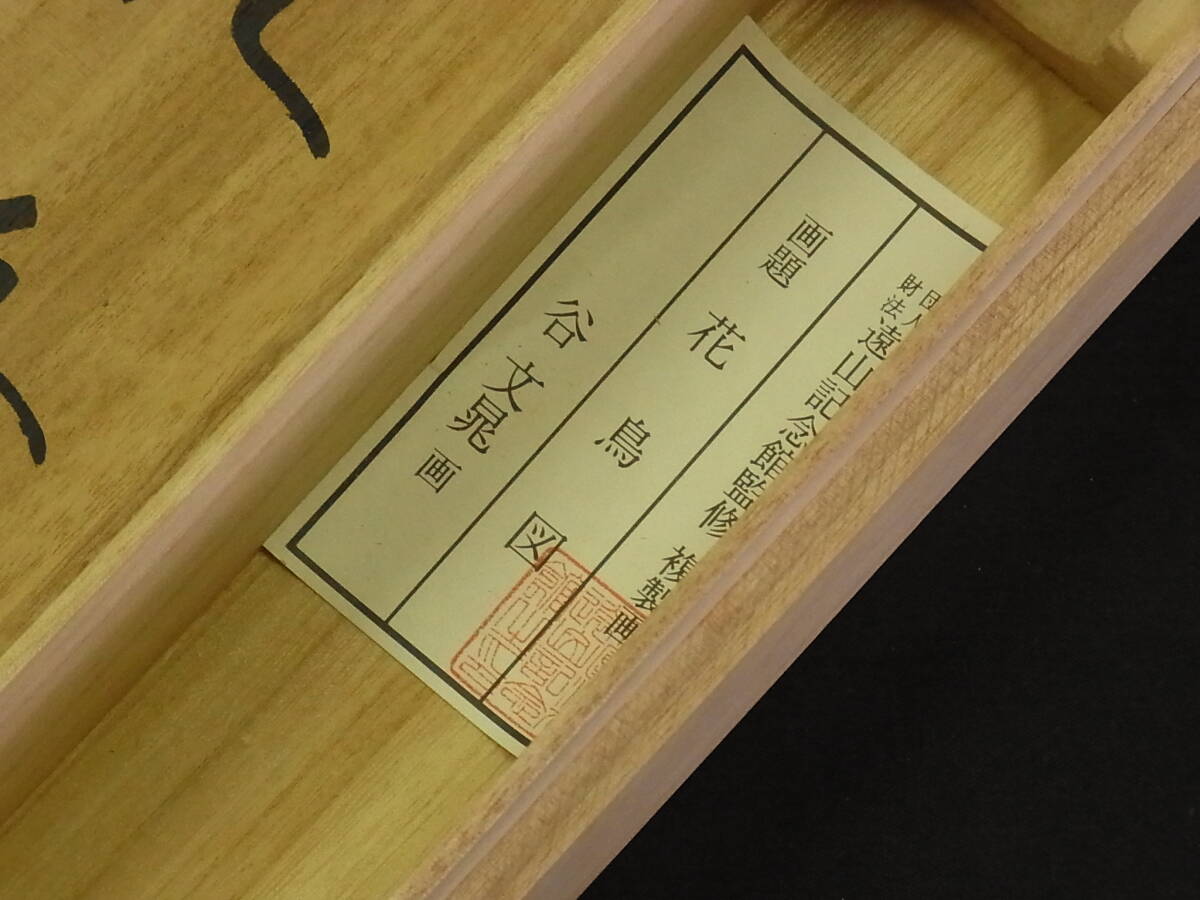 財団法人 遠山記念館監修 複製画
画題 花鳥図
谷文晁 画